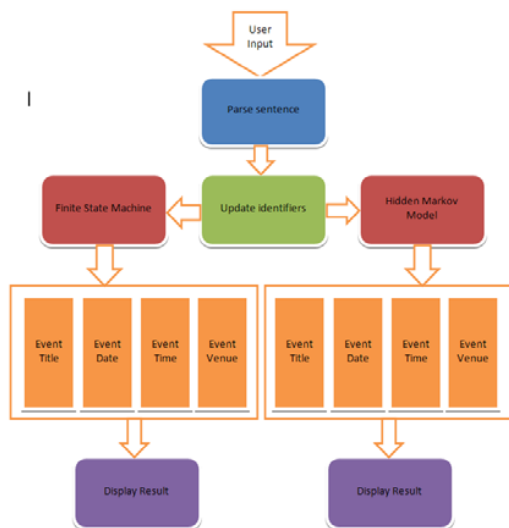 User
Input
Parse sentence
Finite State Machine
Update identifiers
Hidden Markov
Model
Event
Title
Event
Date
Event
Time
Event
Venue
Event
Title
Event
Date
Event
Time
Event
Venue
Display Result
Display Result